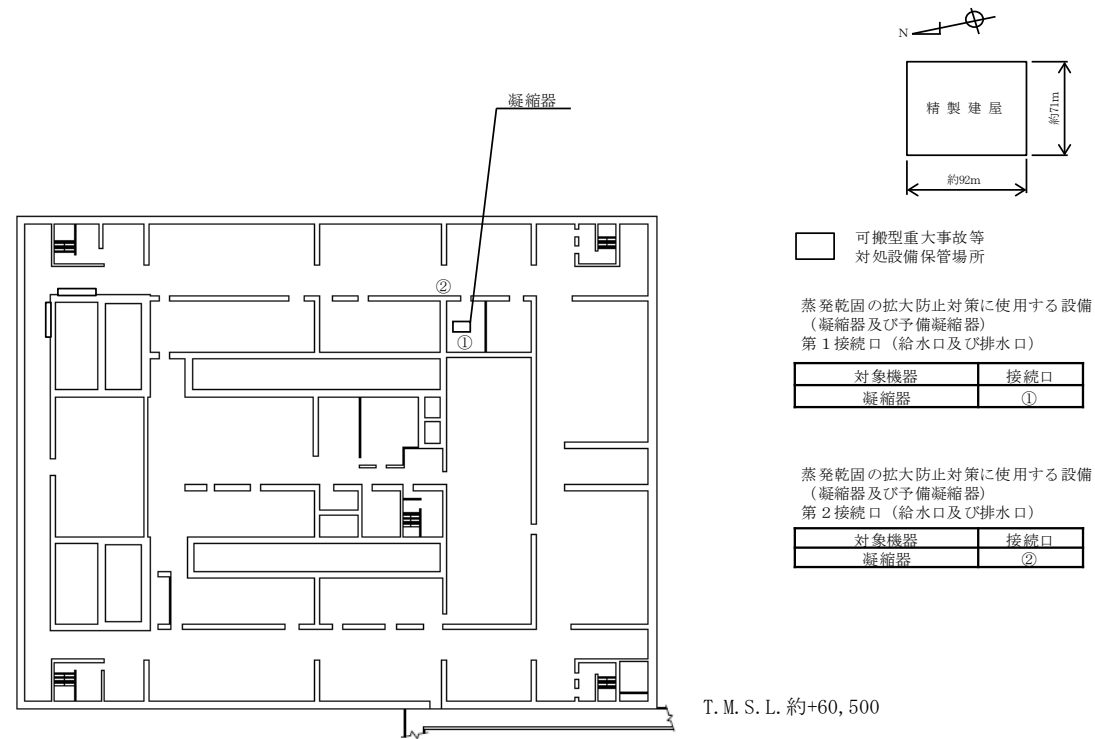 N
精製建屋
約71m
約92m
凝縮器
②
①
可搬型重大事故等
対処設備保管場所
蒸発乾固の拡大防止対策に使用する設備
（凝縮器及び予備凝縮器）
第１接続口（給水口及び排水口）
対象機器 接続口
凝縮器 ①
蒸発乾固の拡大防止対策に使用する設備
（凝縮器及び予備凝縮器）
第２接続口（給水口及び排水口）
対象機器 接続口
凝縮器 ②
T.M.S.L.約+60,500